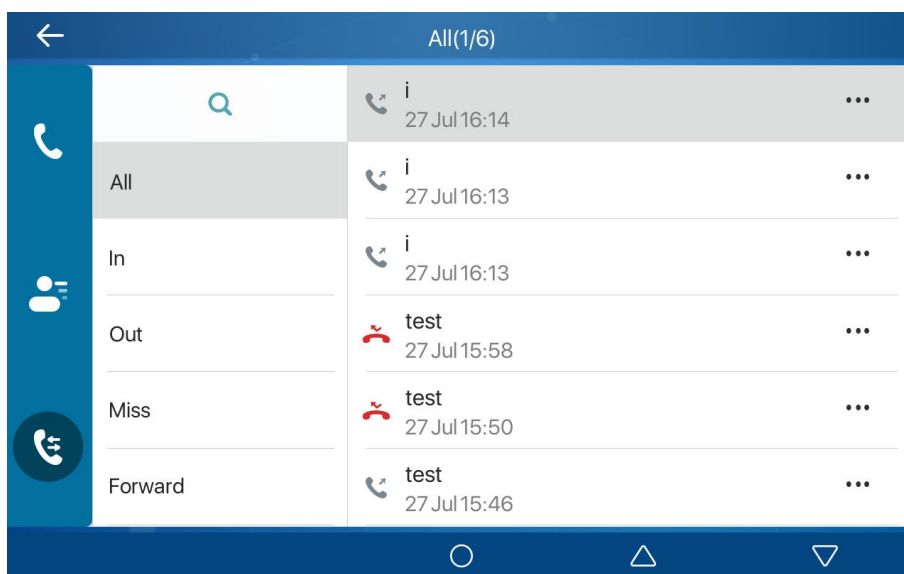 All(1/6)
All
In
Out
Miss
Forward
i
27 Jul 16:14
i
27 Jul 16:13
i
27 Jul 16:13
test
27 Jul 15:58
test
27 Jul 15:50
test
27 Jul 15:46